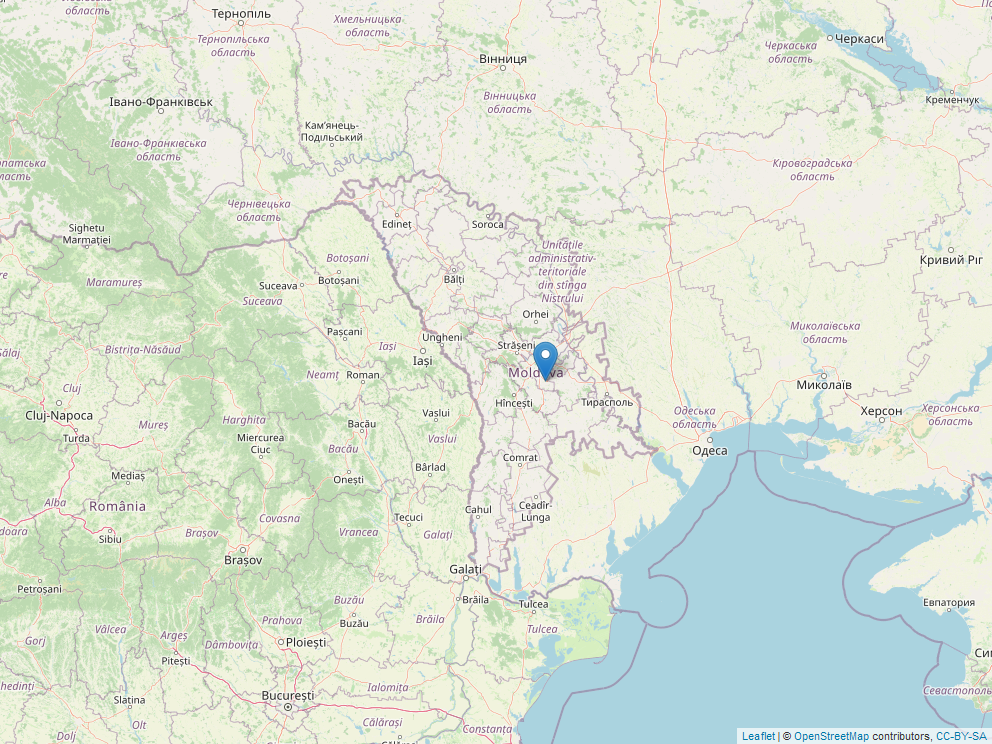 Тернопіль
Хмельницька
область
Черкаси
Тернопільська
область
Черкаська
область
Вінниця
Вінницька
область
Івано-Франківськ
Кременчук
Кам'янець-
Подільський
Івано-Франківська
область
Кіровоградська
область
Чернівецька
область
Edineț
Soroca
Sighetu
Marmației
Unitățile
administrativ-
teritoriale
din stînga
Nistrului
Кривий Ріг
Botoșani
Bălți
Maramureș
Suceava
Botoșani
Suceava
Orhei
Миколаївська
область
Pașcani
Ungheni
Strășeni
Bistrița-Năsăud
Iași
Iași
Sălaj
Moldova
Neamț
Roman
Миколаїв
Cluj
Hîncești
Тирасполь
Cluj-Napoca
Vaslui
Одеська
область
Херсон
Херсонська
область
Harghita
Bacău
Mureș
Turda
Miercurea
Ciuc
Vaslui
Bacău
Одеса
Comrat
Bârlad
Mediaș
Onești
Alba
România
Cahul
Ceadîr-
Lunga
Covasna
Tecuci
Vrancea
Galați
Brașov
Sibiu
Brașov
Galați
Petroșani
Buzău
Brăila
Tulcea
Євпаторія
Prahova
Vâlcea
Buzău
Brăila
Argeș
Tulcea
Gorj
Dâmbovița
Ploiești
Pitești
Ialomița
București
Slatina
Olt
Călărași
Constanța
Dolj
Leaflet | © OpenStreetMap contributors, CC-BY-SA